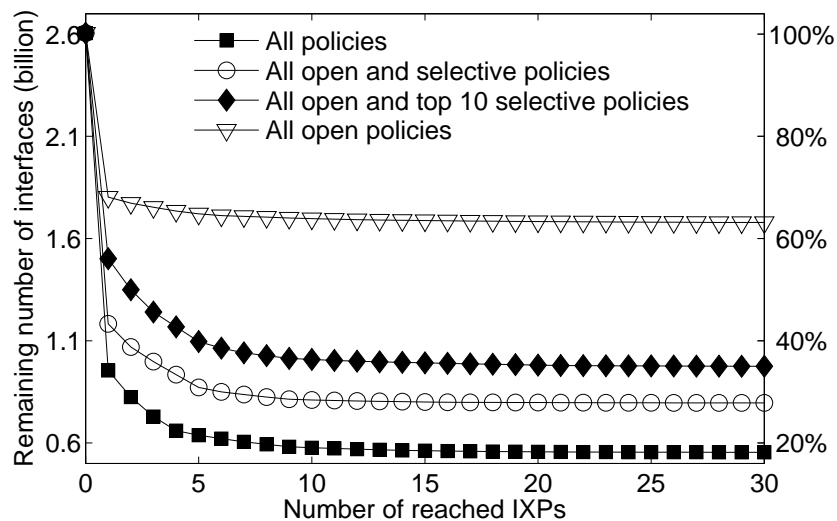 Remaining number of interfaces (billion)
2.6
2.1
1.6
1.1
0.6
All policies
All open and selective policies
All open and top 10 selective policies
All open policies
100%
80%
60%
40%
20%
0 5 10 15 20 25 30
Number of reached IXPs